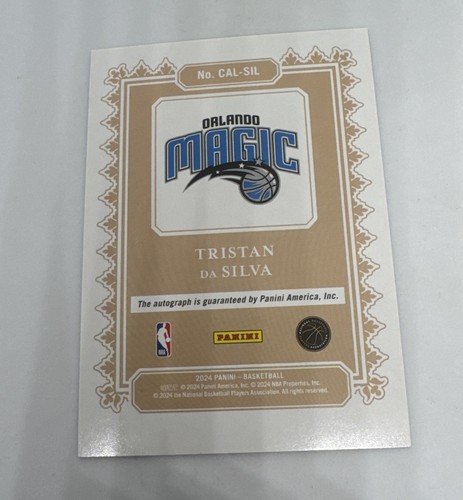 No. CAL-SIL
ORLANDO
MAGIC
TRISTAN
DA SILVA
The autograph is guaranteed by Panini America, Inc.
NBA
PANINI
2024 PANINI – BASKETBALL
© 2024 Panini America, Inc. © 2024 NBA Properties, Inc.
© 2024 the National Basketball Players Association. All rights reserved.